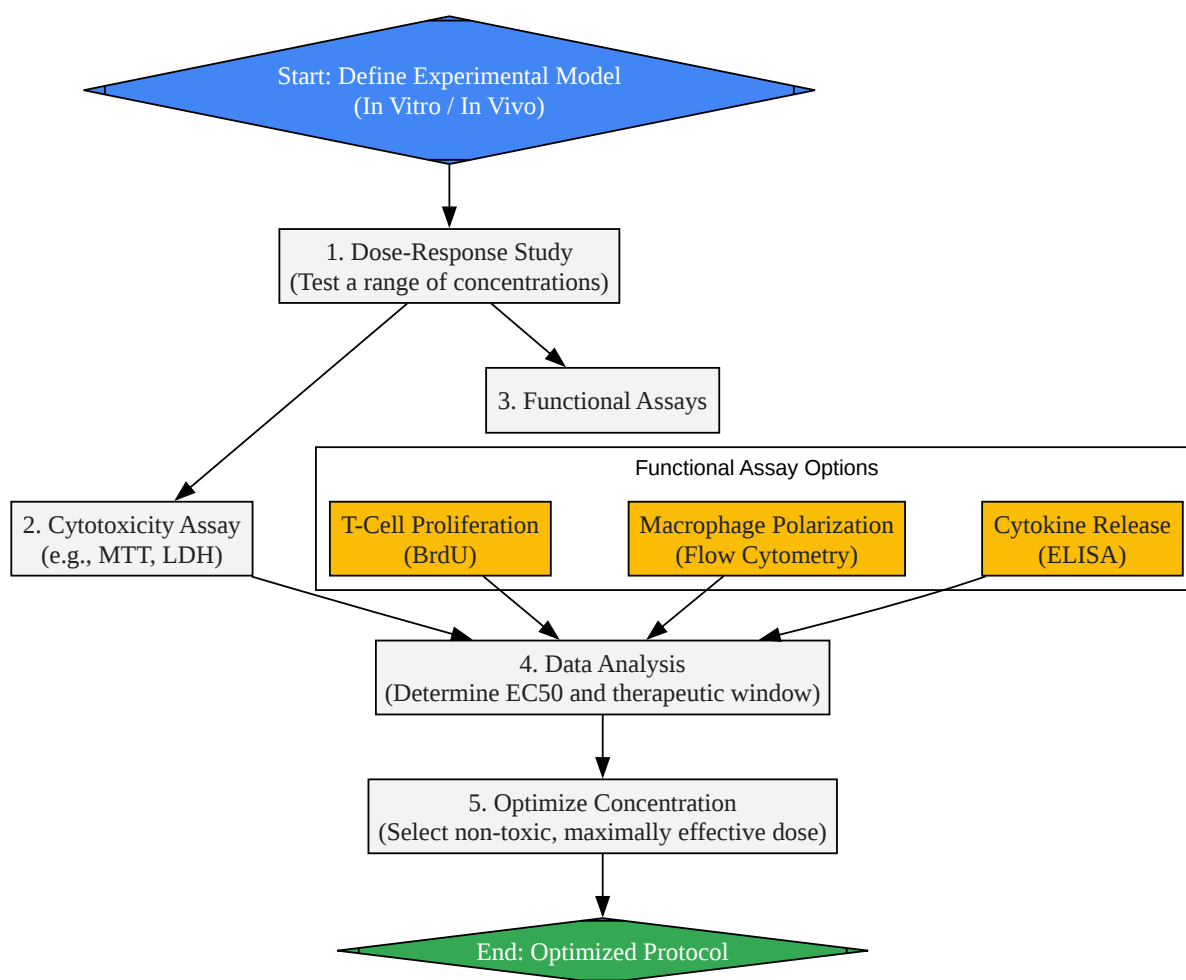 Start: Define Experimental Model
(In Vitro / In Vivo)
1. Dose-Response Study
(Test a range of concentrations)
3. Functional Assays
Functional Assay Options
2. Cytotoxicity Assay
(e.g., MTT, LDH)
T-Cell Proliferation
(BrdU)
Macrophage Polarization
(Flow Cytometry)
Cytokine Release
(ELISA)
4. Data Analysis
(Determine EC50 and therapeutic window)
5. Optimize Concentration
(Select non-toxic, maximally effective dose)
End: Optimized Protocol